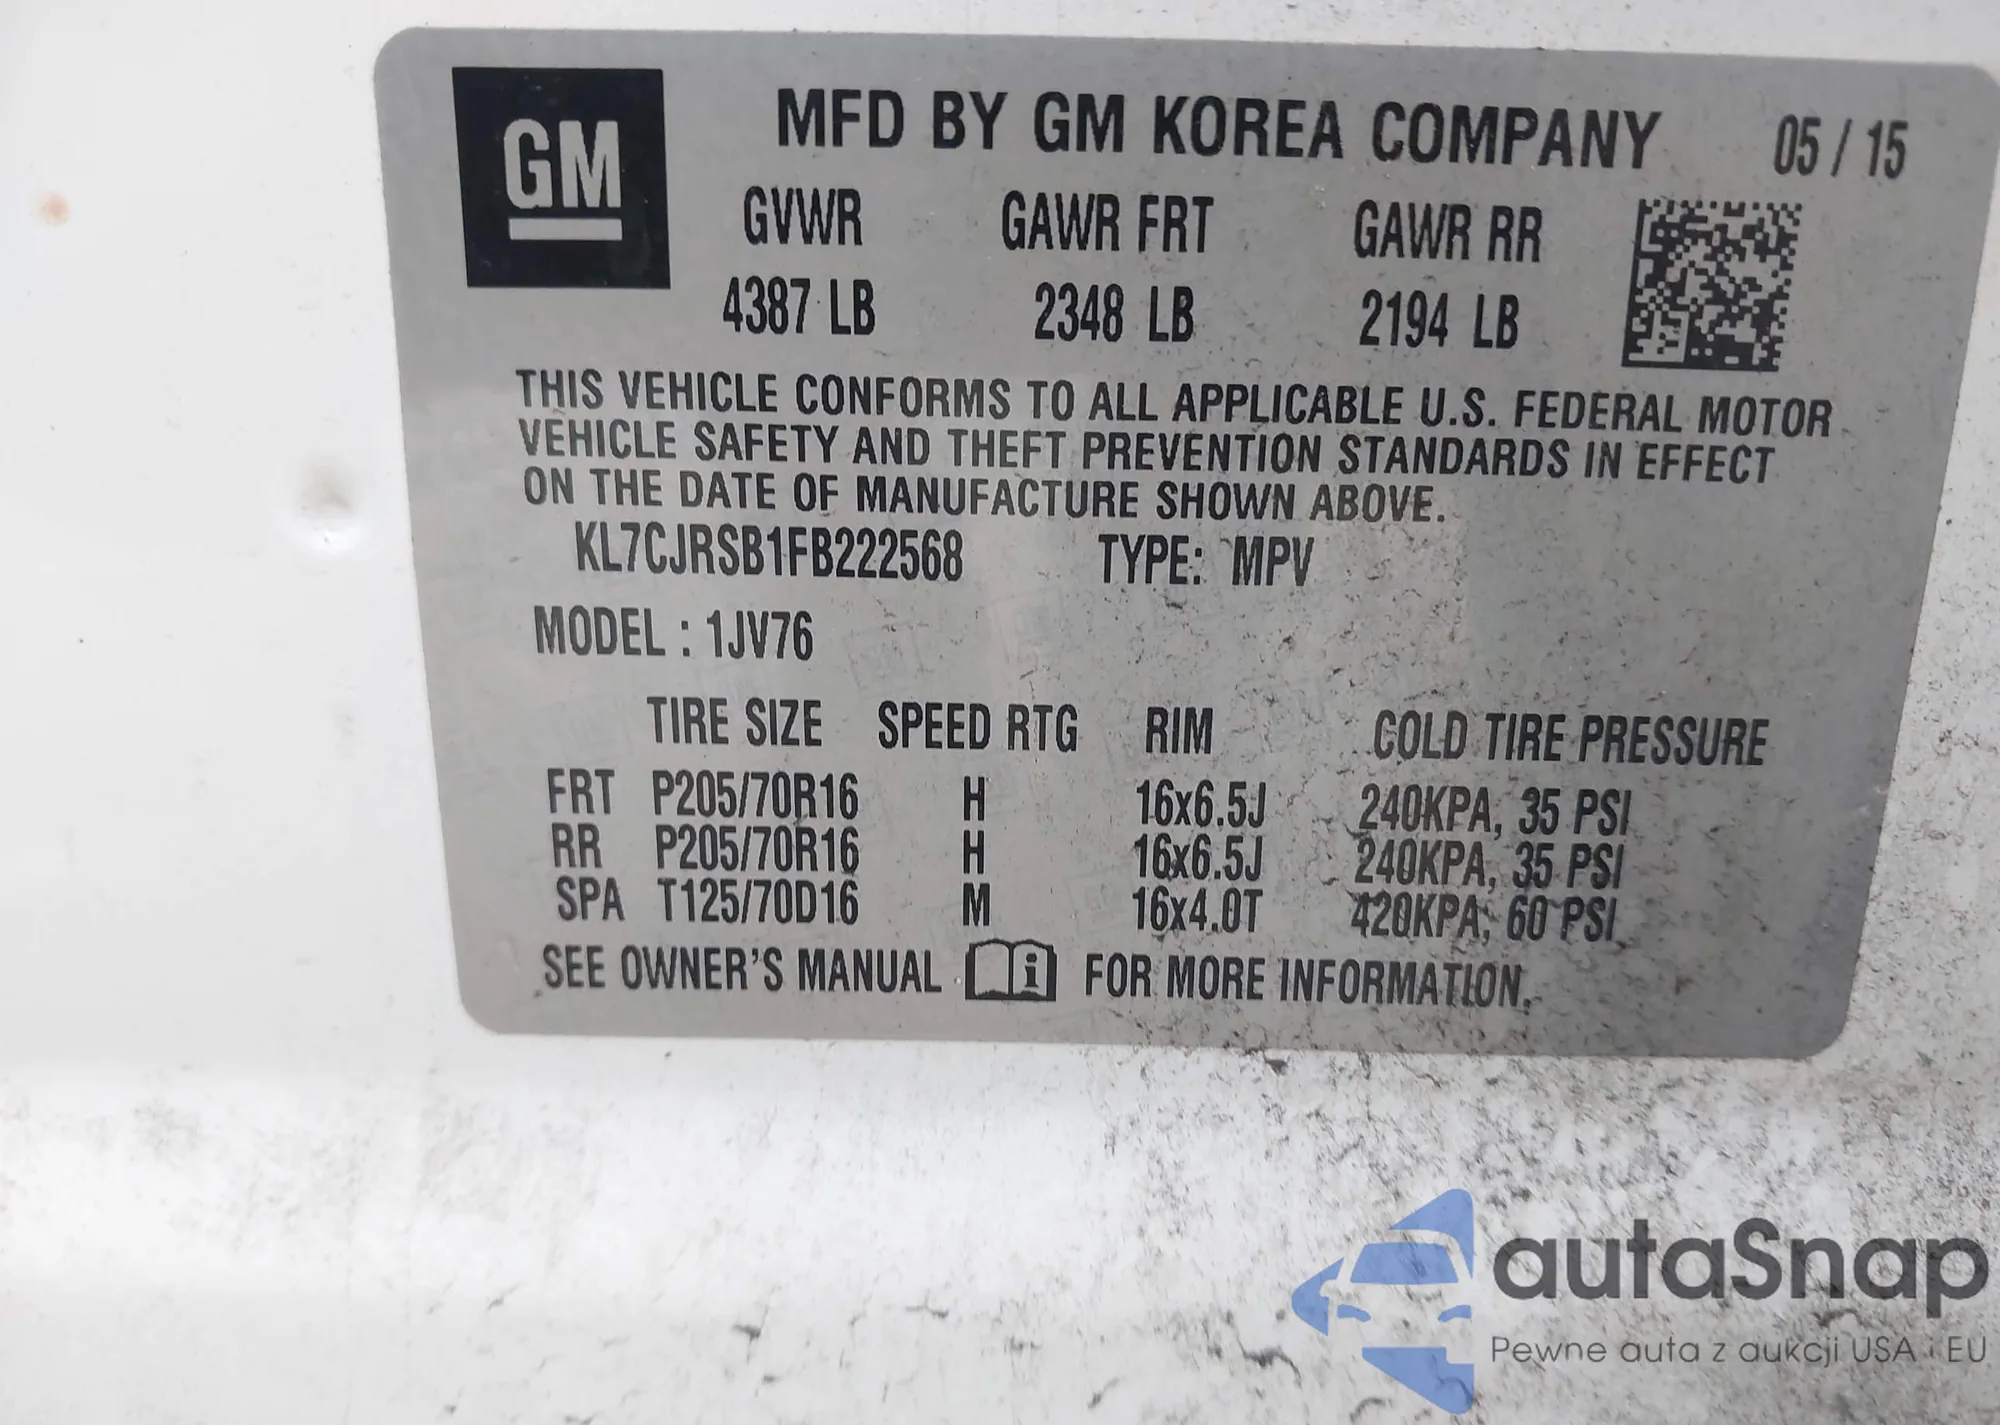 GM
MFD BY GM KOREA COMPANY 05 / 15
GVWR GAWR FRT GAWR RR
4387 LB 2348 LB 2194 LB
THIS VEHICLE CONFORMS TO ALL APPLICABLE U.S. FEDERAL MOTOR
VEHICLE SAFETY AND THEFT PREVENTION STANDARDS IN EFFECT
ON THE DATE OF MANUFACTURE SHOWN ABOVE.
KL7CJRSB1FB222568 TYPE: MPV
MODEL : 1JV76
TIRE SIZE SPEED RTG RIM COLD TIRE PRESSURE
FRT P205/70R16 H 16x6.5J 240KPA, 35 PSI
RR P205/70R16 H 16x6.5J 240KPA, 35 PSI
SPA T125/70D16 M 16x4.0T 420KPA, 60 PSI
SEE OWNER'S MANUAL i FOR MORE INFORMATION.
autaSnap
Pewne auta z aukcji USA i EU